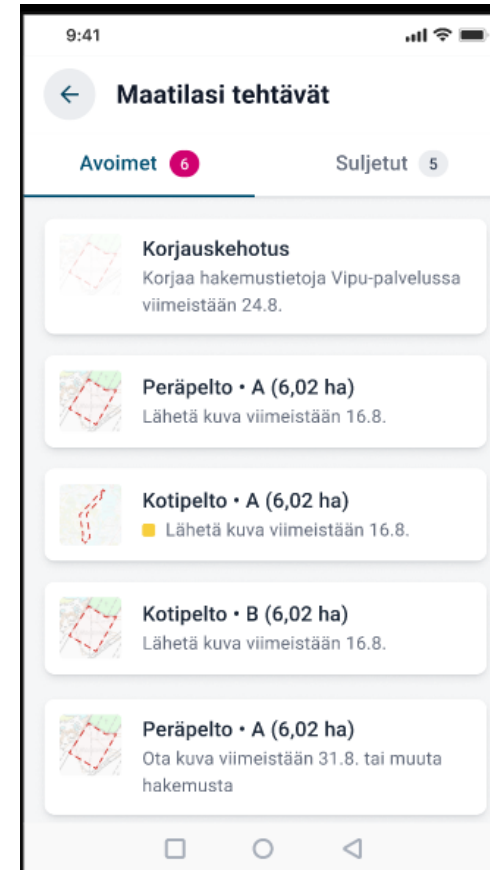 9:41
Maatilasi tehtävät
Avoimet 6
Suljetut 5
Korjauskehotus
Korjaa hakemustietoja Vipu-palvelussa
viimeistään 24.8.
Peräpelto • A (6,02 ha)
Lähetä kuva viimeistään 16.8.
Kotipelto • A (6,02 ha)
Lähetä kuva viimeistään 16.8.
Kotipelto • B (6,02 ha)
Lähetä kuva viimeistään 16.8.
Peräpelto • A (6,02 ha)
Ota kuva viimeistään 31.8. tai muuta
hakemusta